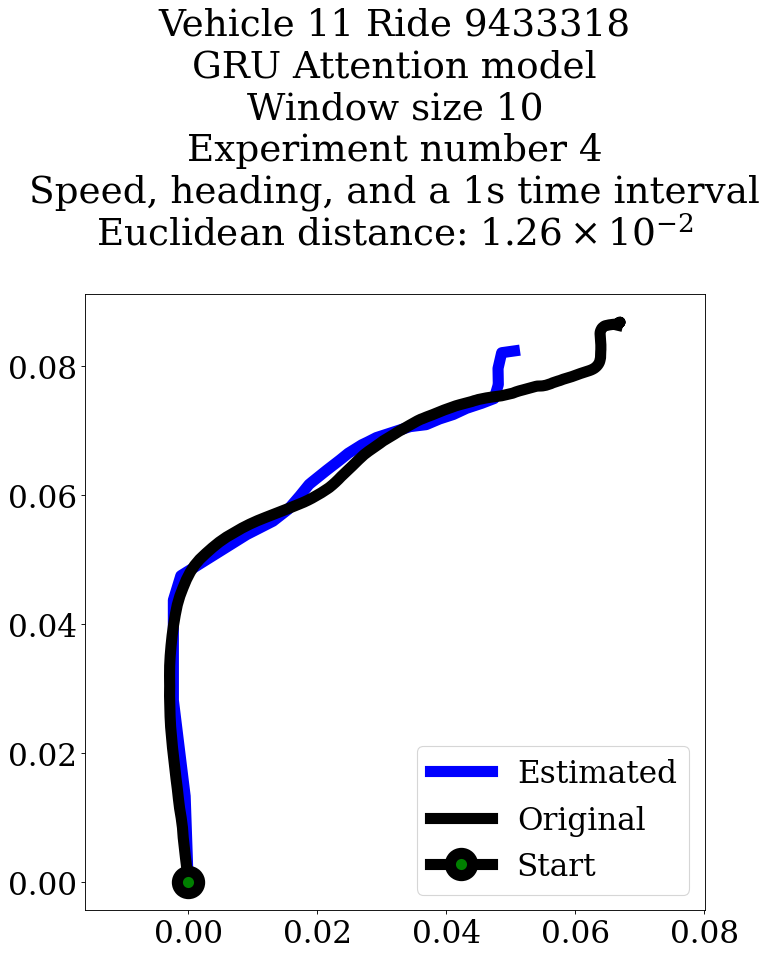 Vehicle 11 Ride 9433318
GRU Attention model
Window size 10
Experiment number 4
Speed, heading, and a 1s time interval
Euclidean distance: 1.26 × 10⁻²
0.08
0.06
0.04
0.02
0.00
Estimated
Original
Start
0.00 0.02 0.04 0.06 0.08